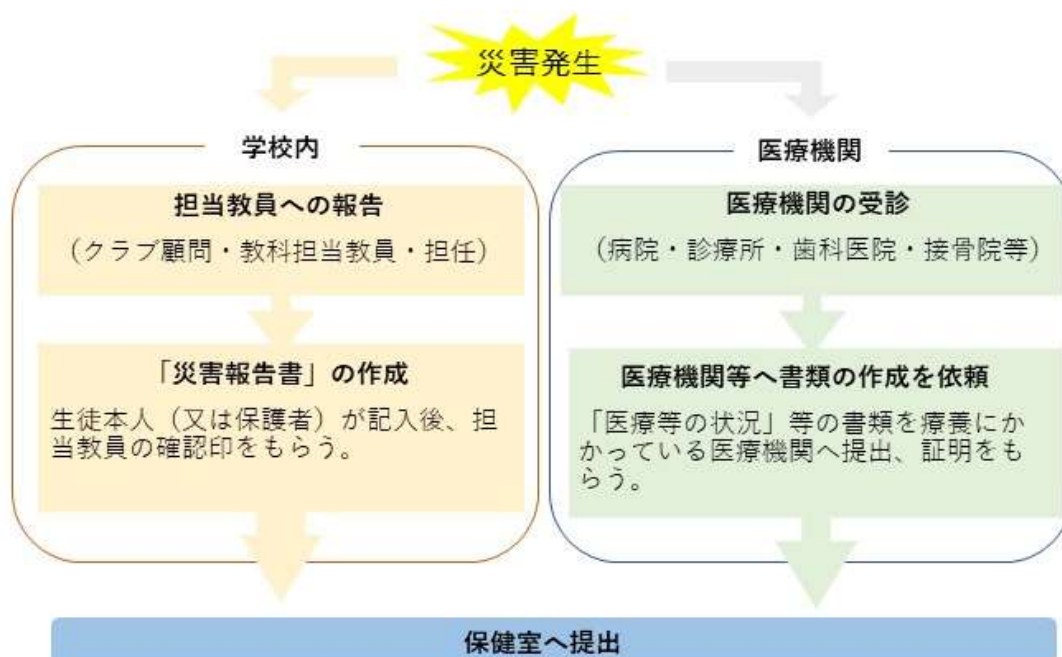 災害発生
学校内
担当教員への報告
（クラブ顧問・教科担当教員・担任）
「災害報告書」の作成
生徒本人（又は保護者）が記入後、担
当教員の確認印をもらう。
医療機関
医療機関の受診
（病院・診療所・歯科医院・接骨院等）
医療機関等へ書類の作成を依頼
「医療等の状況」等の書類を療養にか
かっている医療機関へ提出、証明をも
らう。
保健室へ提出